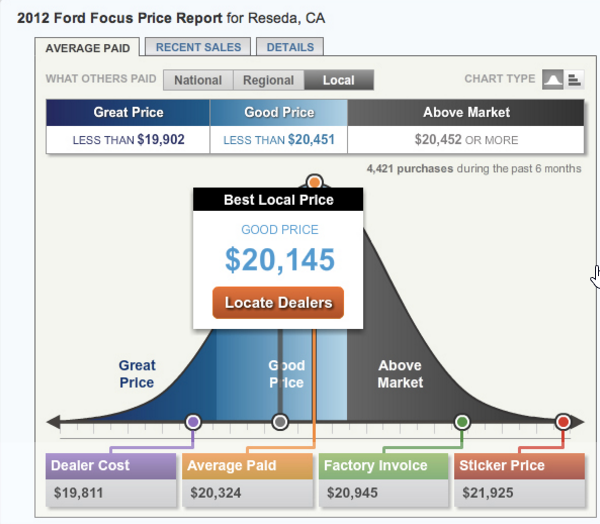 2012 Ford Focus Price Report for Reseda, CA
AVERAGE PAID RECENT SALES DETAILS
WHAT OTHERS PAID National Regional Local CHART TYPE
Great Price Good Price Above Market
LESS THAN $19,902 LESS THAN $20,451 $20,452 OR MORE
4,421 purchases during the past 6 months
Best Local Price
GOOD PRICE
$20,145
Locate Dealers
Great Price
Good Price
Above Market
Dealer Cost Average Paid Factory Invoice Sticker Price
$19,811 $20,324 $20,945 $21,925